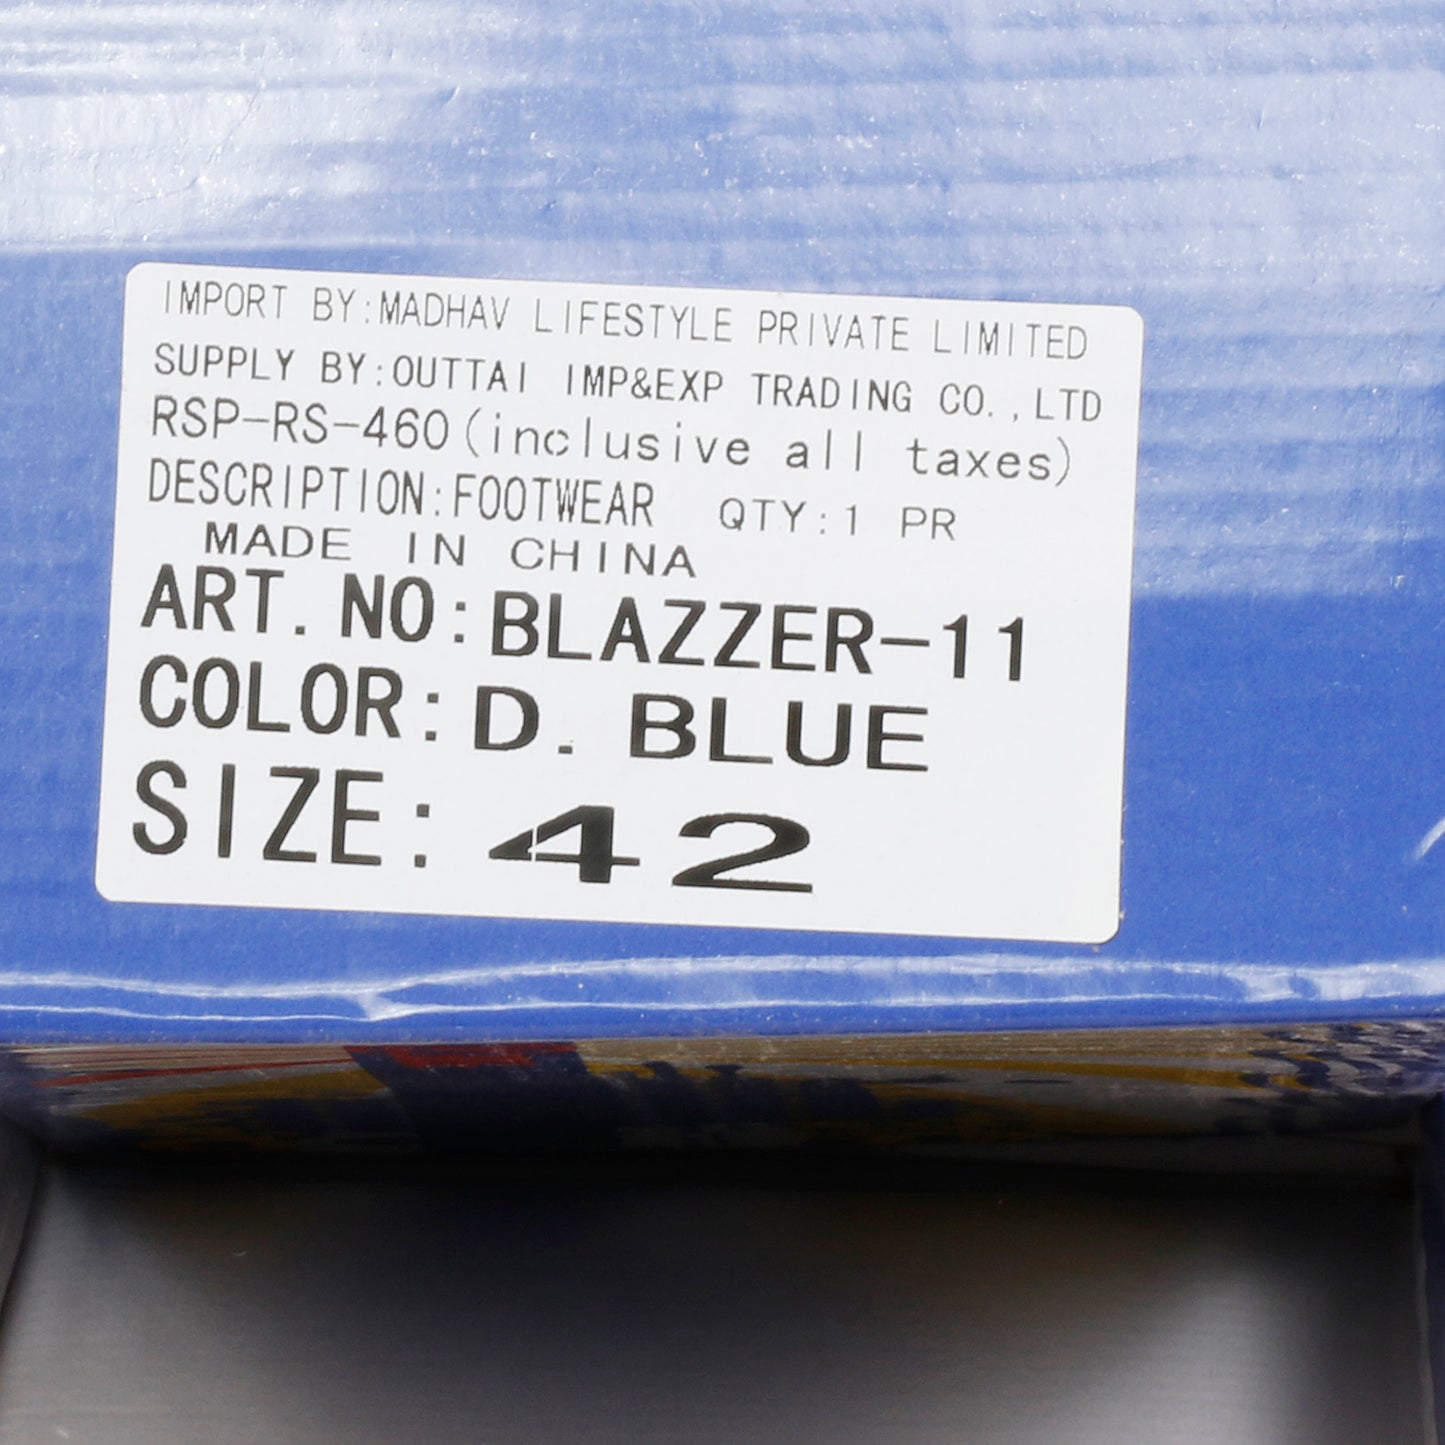 IMPORT BY:MADHAV LIFESTYLE PRIVATE LIMITED
SUPPLY BY:OUTTAI IMP&EXP TRADING CO.,LTD
RSP-RS-460(inclusive all taxes)
DESCRIPTION:FOOTWEAR QTY:1 PR
MADE IN CHINA
ART. NO:BLAZZER-11
COLOR:D. BLUE
SIZE: 42